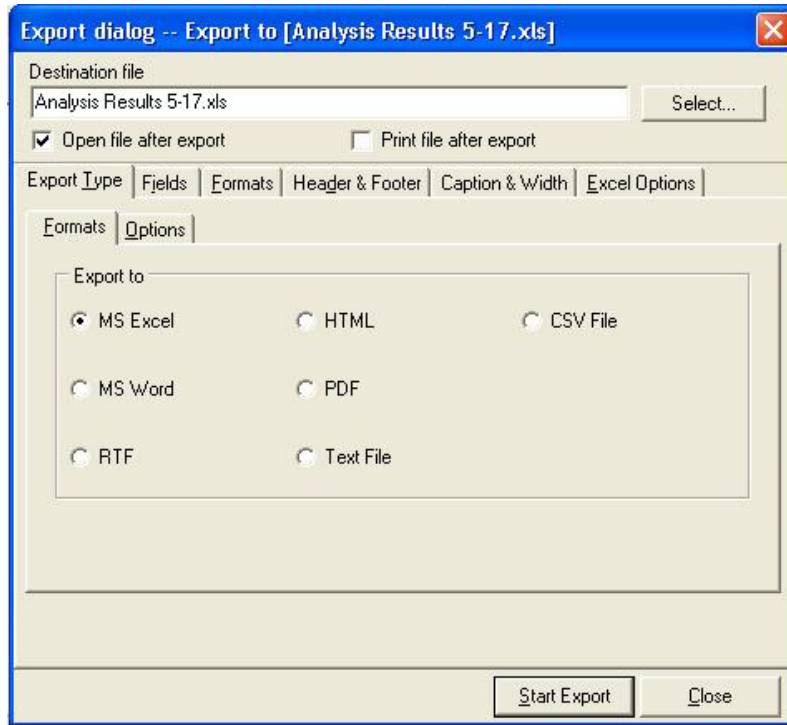 Export dialog -- Export to [Analysis Results 5-17.xls]
Destination file
Analysis Results 5-17.xls
Select...
Open file after export
Print file after export
Export Type
Fields
Formats
Header & Footer
Caption & Width
Excel Options
Formats
Options
Export to
MS Excel
HTML
CSV File
MS Word
PDF
RTF
Text File
Start Export
Close